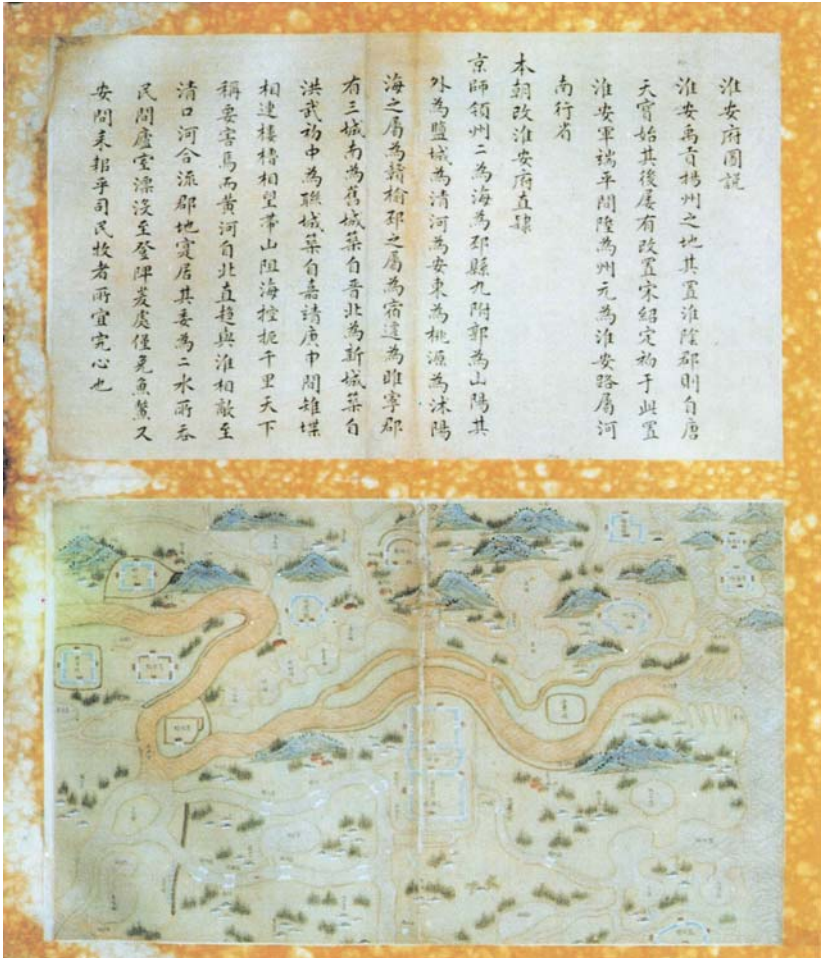 淮安府圖說
淮安禹貢揚州之地其置淮陰郡則自唐
天寶始其後屢有改置宋紹定初于此置
淮安軍端平間陞為州元為淮安路屬河
南行省
本朝改淮安府直隸
京師領州二為海為邳縣九附郭為山陽其
外為鹽城為清河為安東為桃源為沭陽
海之屬為贛榆邳之屬為宿遷為睢寧郡
有三城南為舊城築自晉北為新城築自
洪武初中為聯城築自嘉靖庚申間雉堞
相連樓櫓相望帶山阻海控扼千里天下
稱要害焉而黃河自北直趨與淮相敵至
清口河合流郡地寔居其委為二水所吞
民間廬室漂沒至登陴處僅免魚鱉又
安問耒耜乎司民牧者所宜究心也